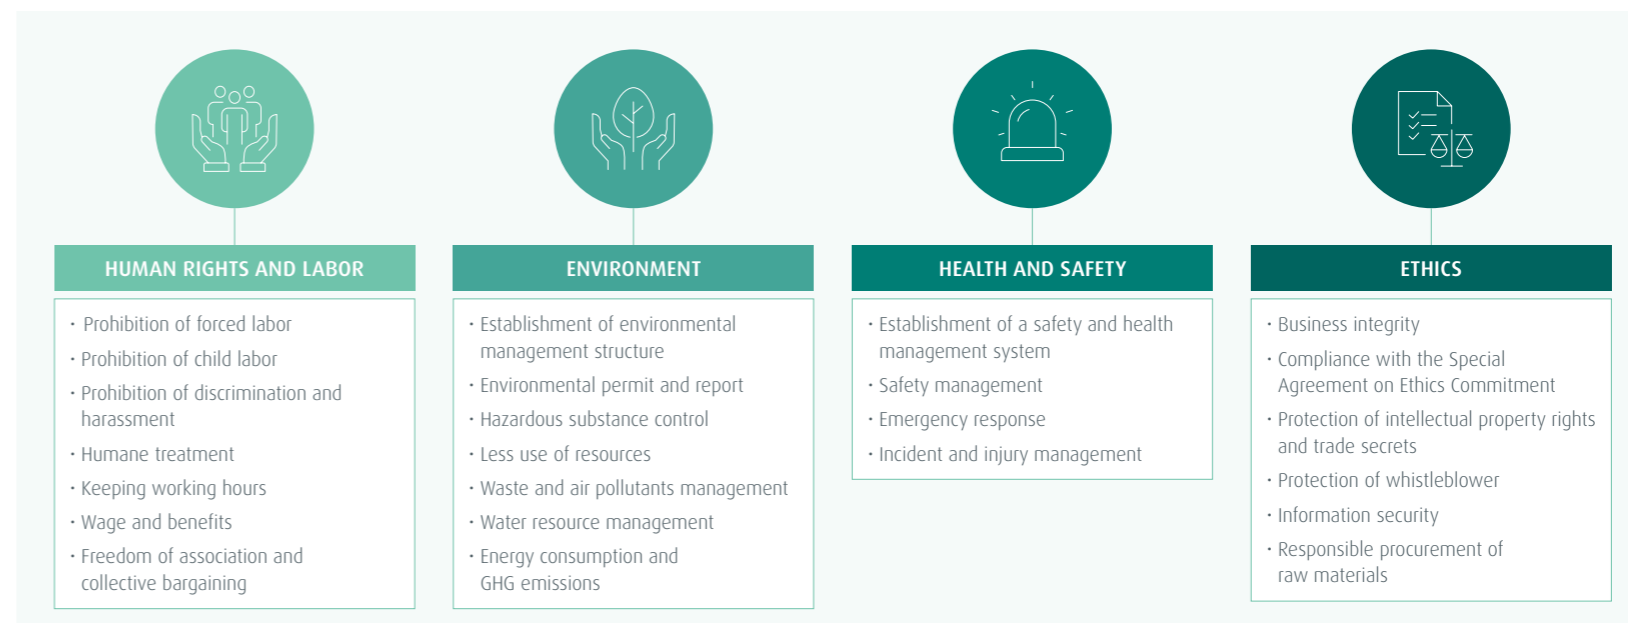 HUMAN RIGHTS AND LABOR
· Prohibition of forced labor
· Prohibition of child labor
· Prohibition of discrimination and
harassment
· Humane treatment
· Keeping working hours
· Wage and benefits
· Freedom of association and
collective bargaining
ENVIRONMENT
· Establishment of environmental
management structure
· Environmental permit and report
· Hazardous substance control
· Less use of resources
· Waste and air pollutants management
· Water resource management
· Energy consumption and
GHG emissions
HEALTH AND SAFETY
· Establishment of a safety and health
management system
· Safety management
· Emergency response
· Incident and injury management
ETHICS
· Business integrity
· Compliance with the Special
Agreement on Ethics Commitment
· Protection of intellectual property rights
and trade secrets
· Protection of whistleblower
· Information security
· Responsible procurement of
raw materials